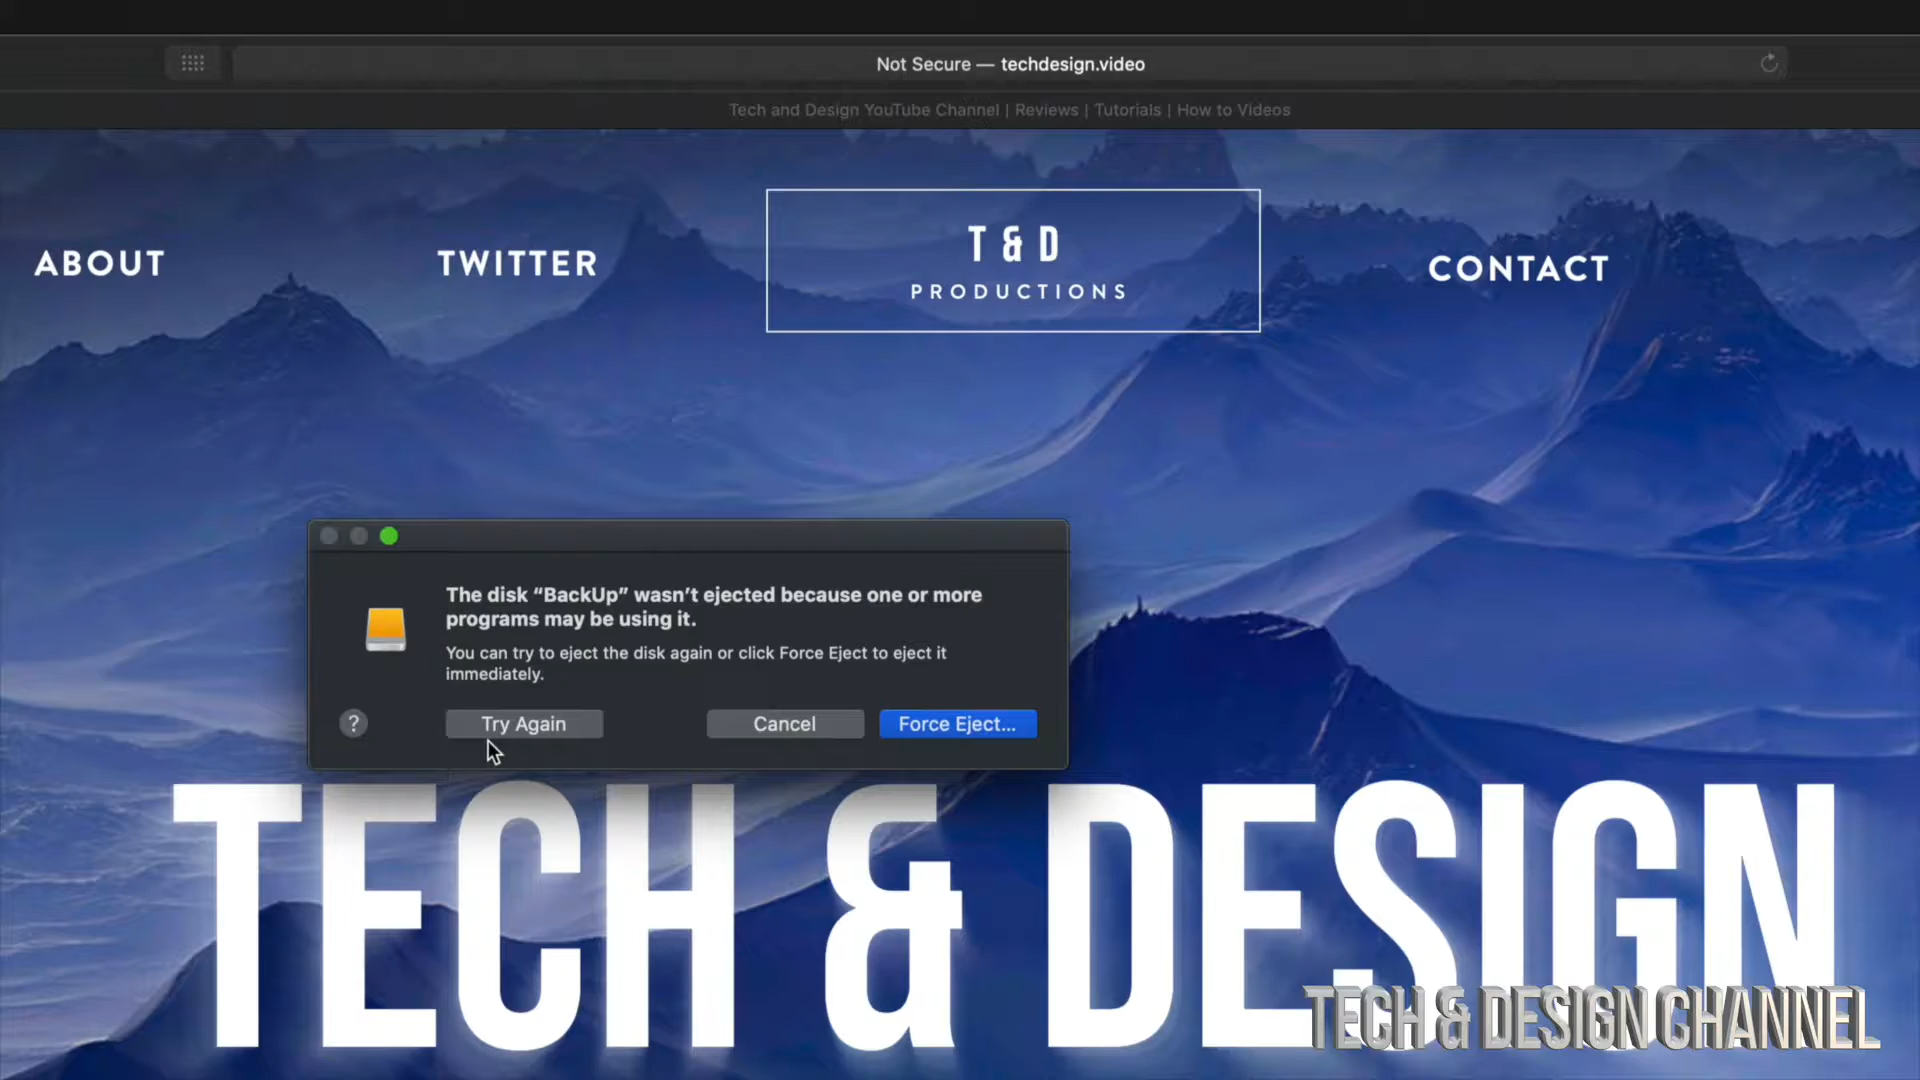 Not Secure — techdesign.video
Tech and Design YouTube Channel | Reviews | Tutorials | How to Videos
ABOUT
TWITTER
T & D
PRODUCTIONS
CONTACT
The disk “BackUp” wasn’t ejected because one or more
programs may be using it.
You can try to eject the disk again or click Force Eject to eject it
immediately.
?
Try Again
Cancel
Force Eject...
TECH & DESIGN
TECH & DESIGN CHANNEL